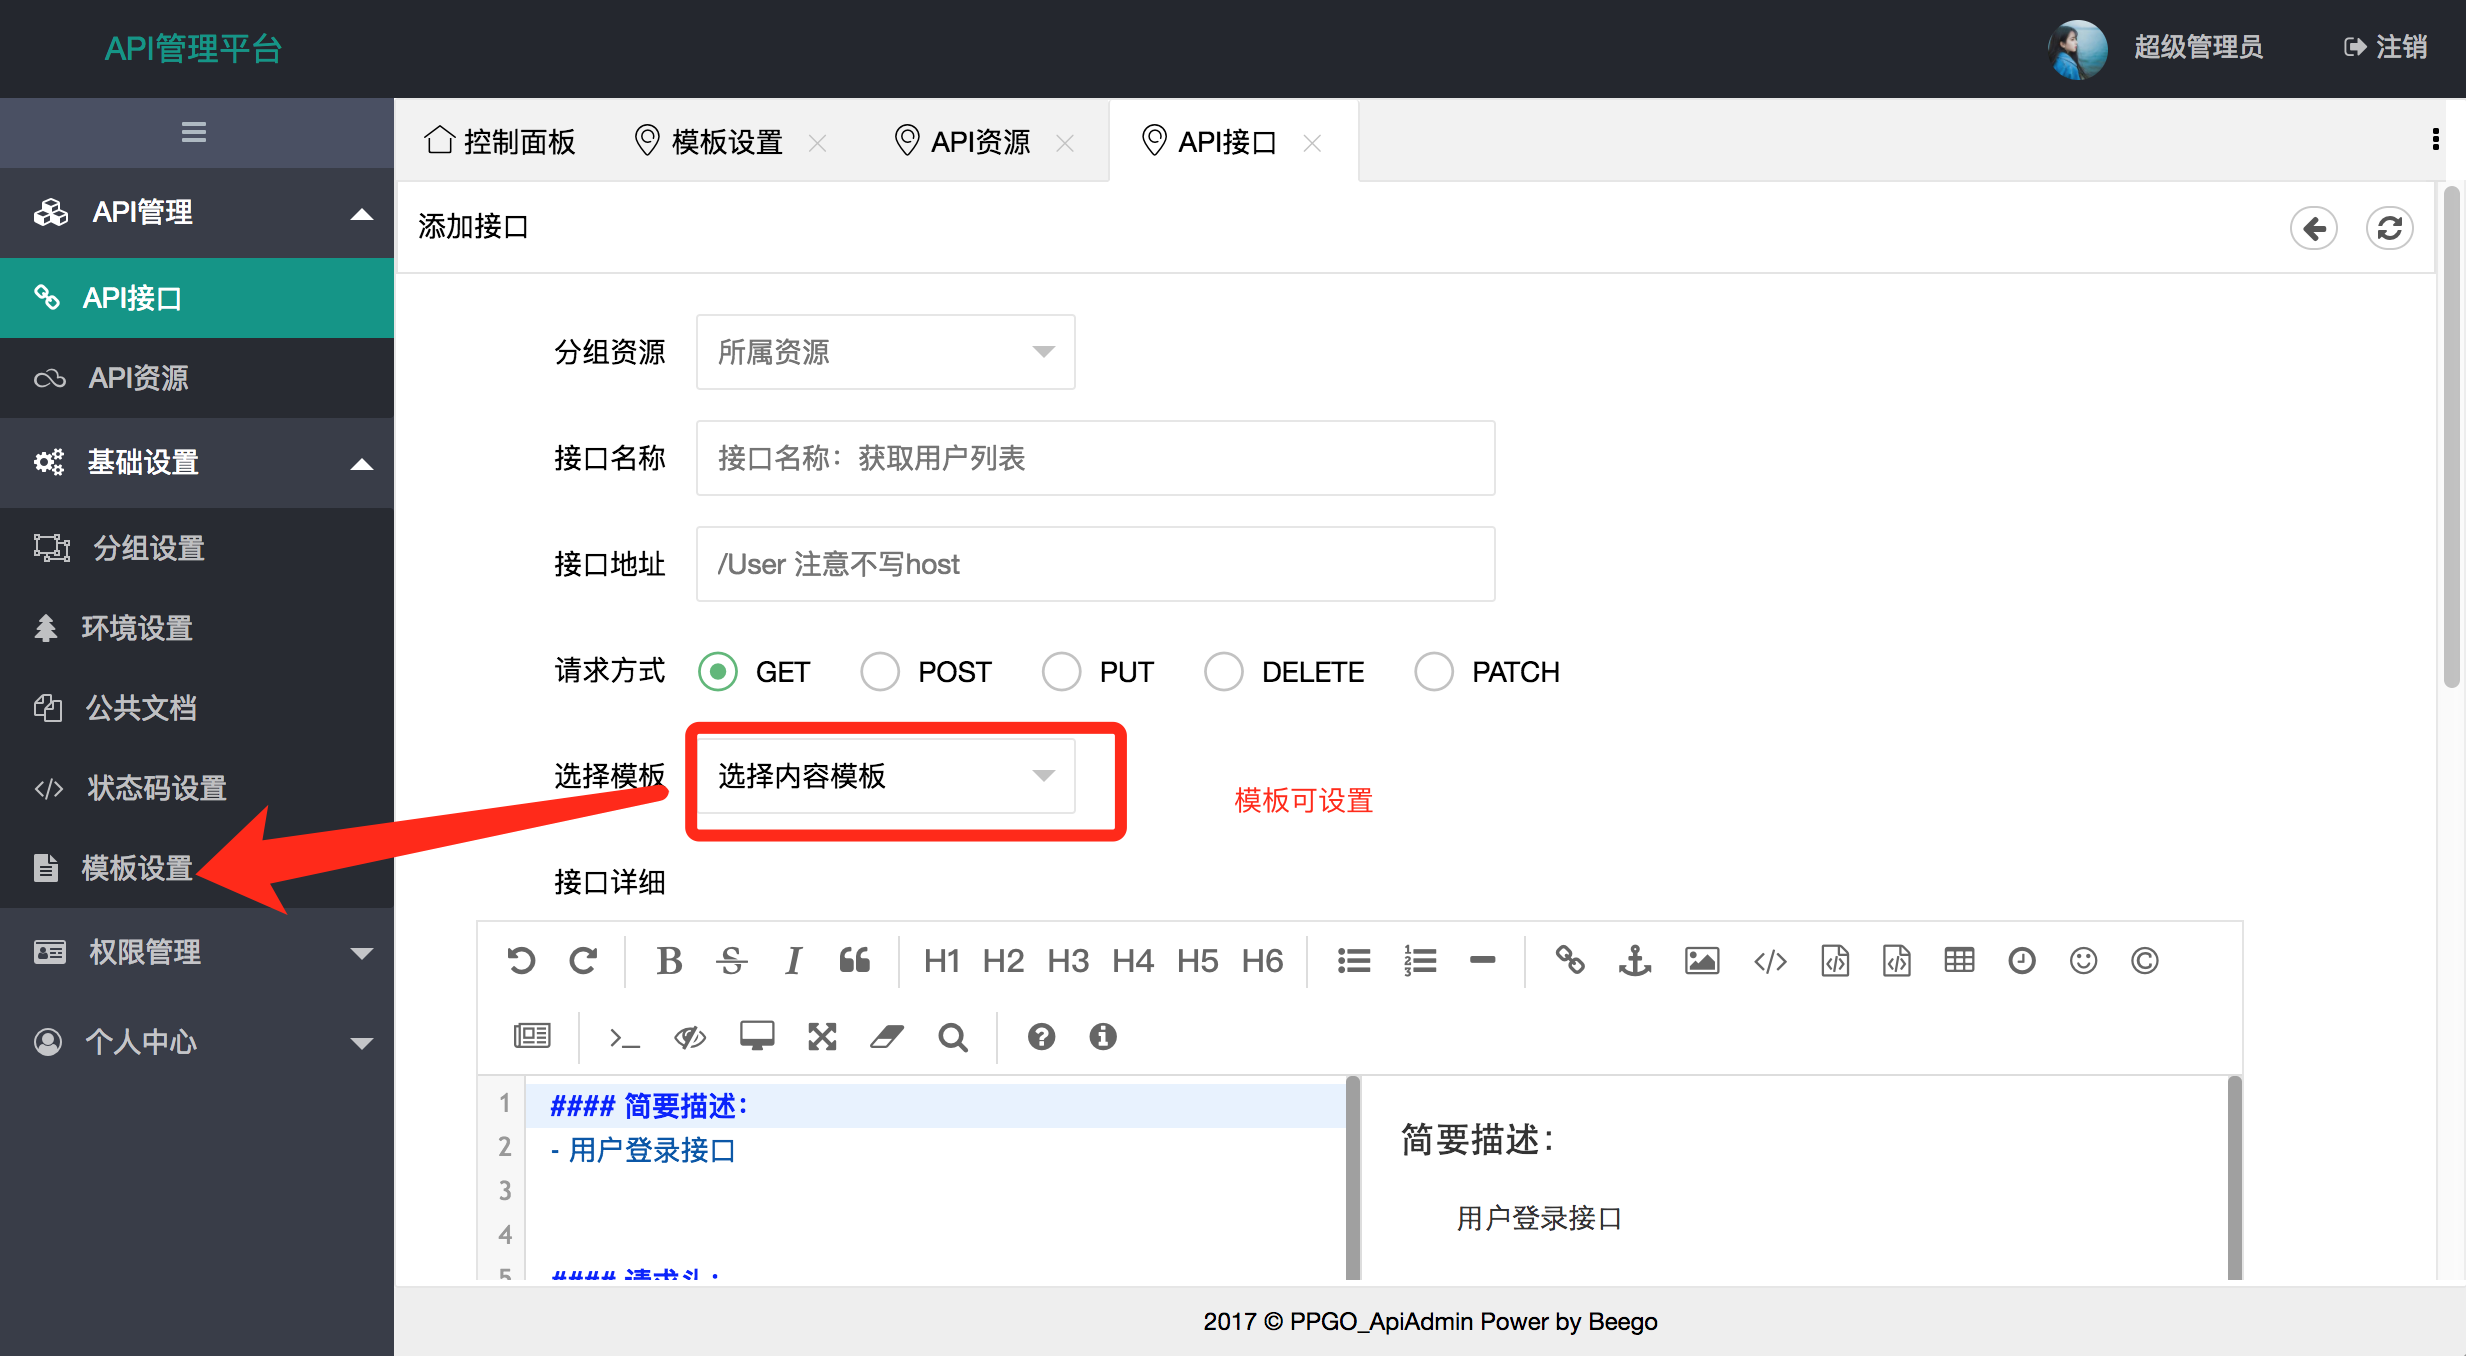 API管理平台
超级管理员
注销
控制面板
模板设置
API资源
API接口
API管理
API接口
API资源
基础设置
分组设置
环境设置
公共文档
状态码设置
模板设置
权限管理
个人中心
添加接口
分组资源
所属资源
接口名称
接口名称：获取用户列表
接口地址
/User 注意不写host
请求方式
GET
POST
PUT
DELETE
PATCH
选择模板
选择内容模板
模板可设置
接口详细
B S I H1 H2 H3 H4 H5 H6
1 #### 简要描述：
2 - 用户登录接口
3
4
5 #### 请求头：
简要描述：
用户登录接口
2017 © PPGO_ApiAdmin Power by Beego